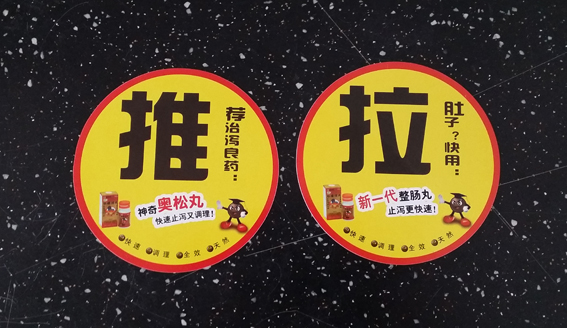 推
荐治泻良药：
神奇奥松丸
快速止泻又调理！
快速 调理 全效 天然
拉
肚子？快用：
新一代整肠丸
止泻更快速！
快速 调理 全效 天然